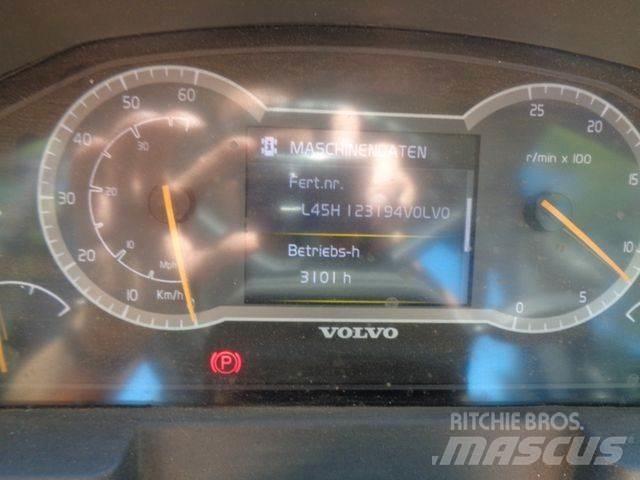 MASCHINENDATEN
Fert.nr.
L45H123194VOLVO
Betriebs-h
3101 h
10 20 30 40 50 60
10 20 30
Mph
Km/h
0 5 10 15 20 25
r/min x 100
VOLVO
P
RITCHIE BROS.
MASCUS